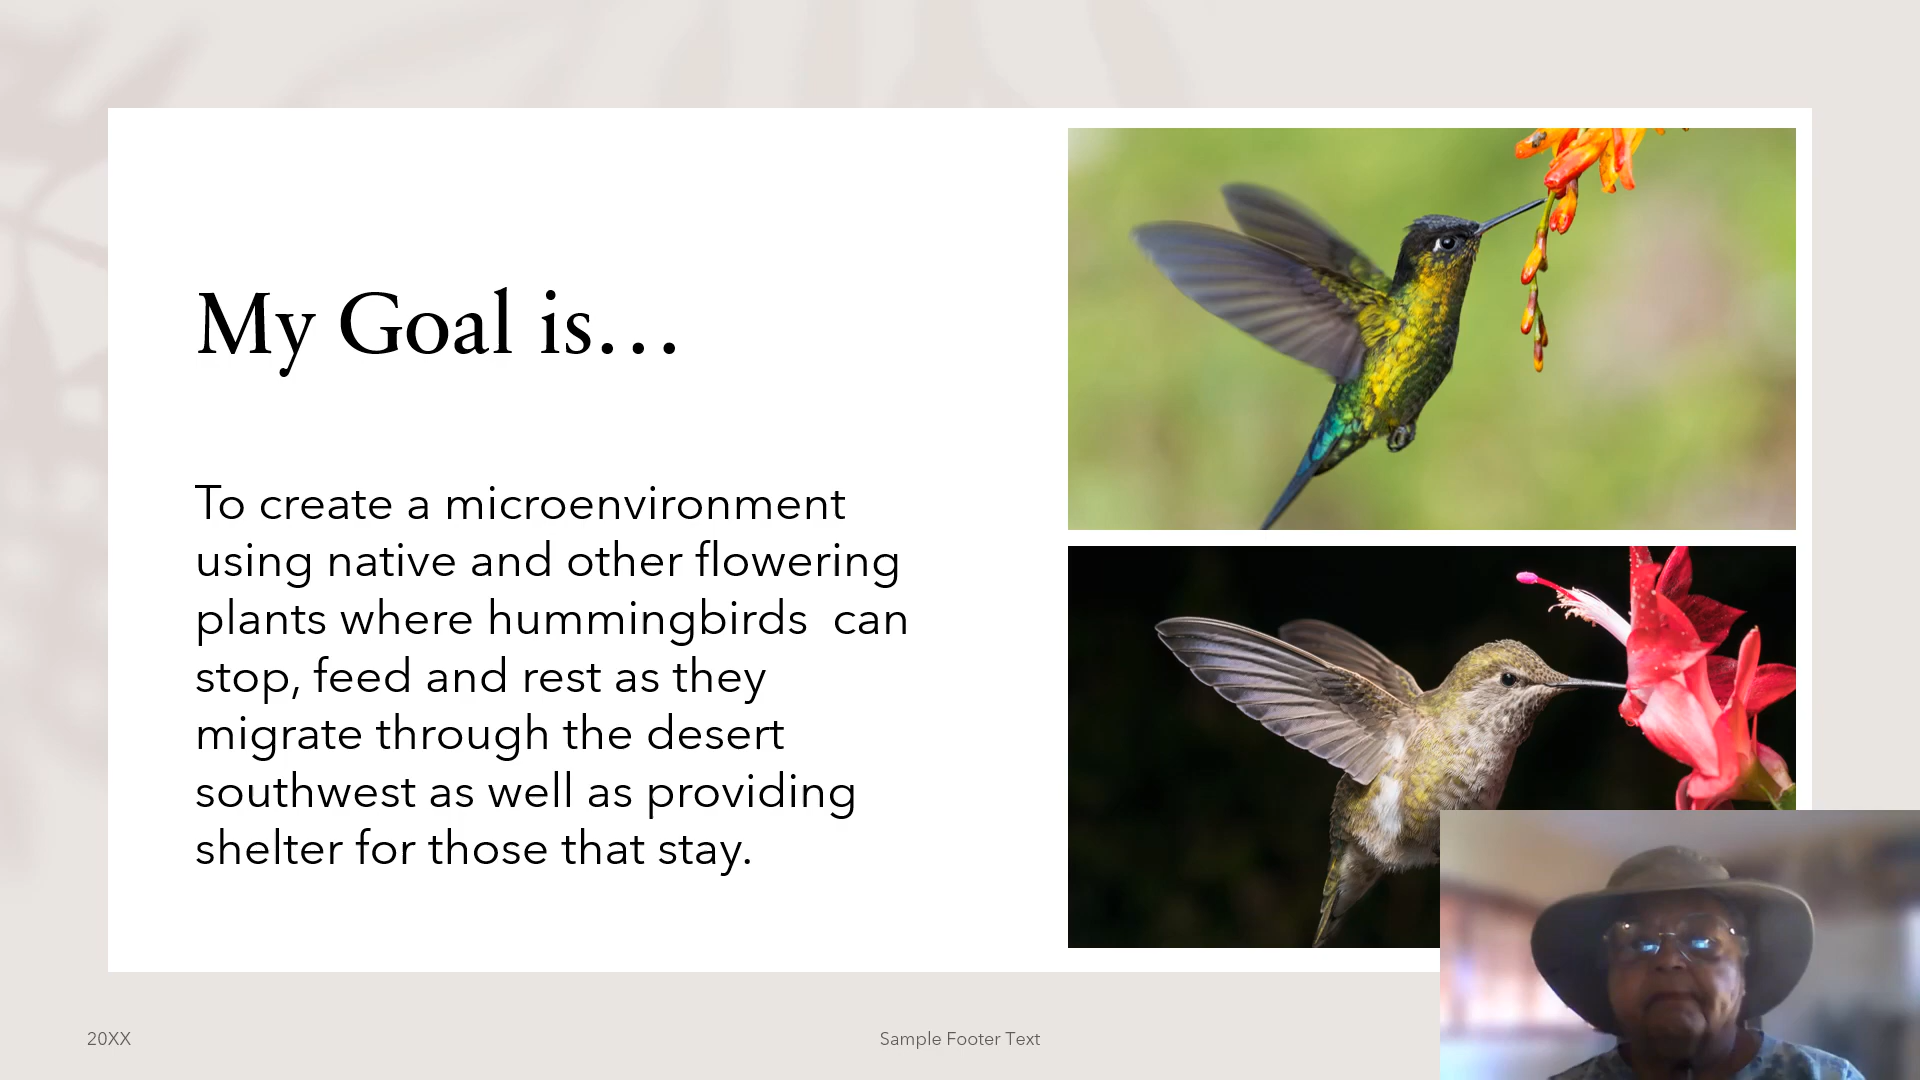 My Goal is…
To create a microenvironment
using native and other flowering
plants where hummingbirds  can
stop, feed and rest as they
migrate through the desert
southwest as well as providing
shelter for those that stay.
20XX
Sample Footer Text